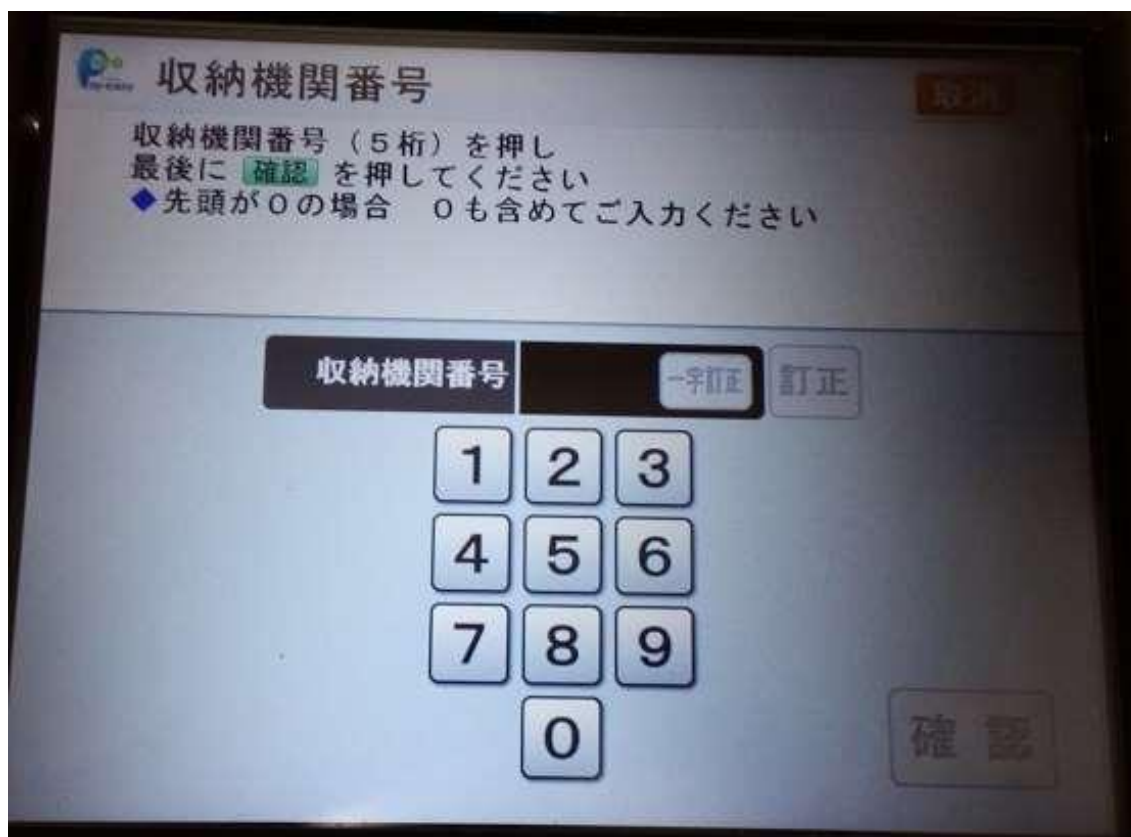 収納機関番号
取消
収納機関番号（５桁）を押し
最後に 確認 を押してください
◆先頭が０の場合　０も含めてご入力ください
収納機関番号 一字訂正 訂正
1 2 3
4 5 6
7 8 9
0
確認